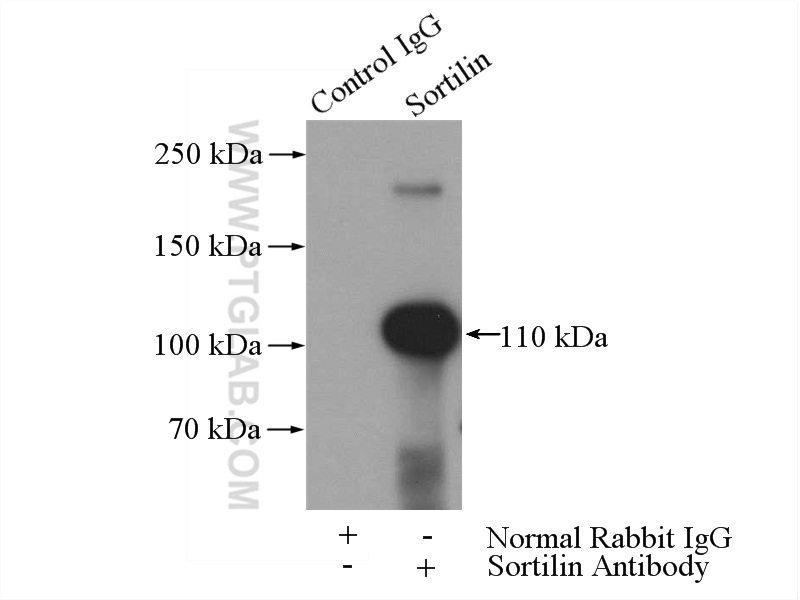 Control IgG
Sortilin
250 kDa
150 kDa
100 kDa
70 kDa
110 kDa
WWW.PTGLAB.COM
+ - Normal Rabbit IgG
- + Sortilin Antibody